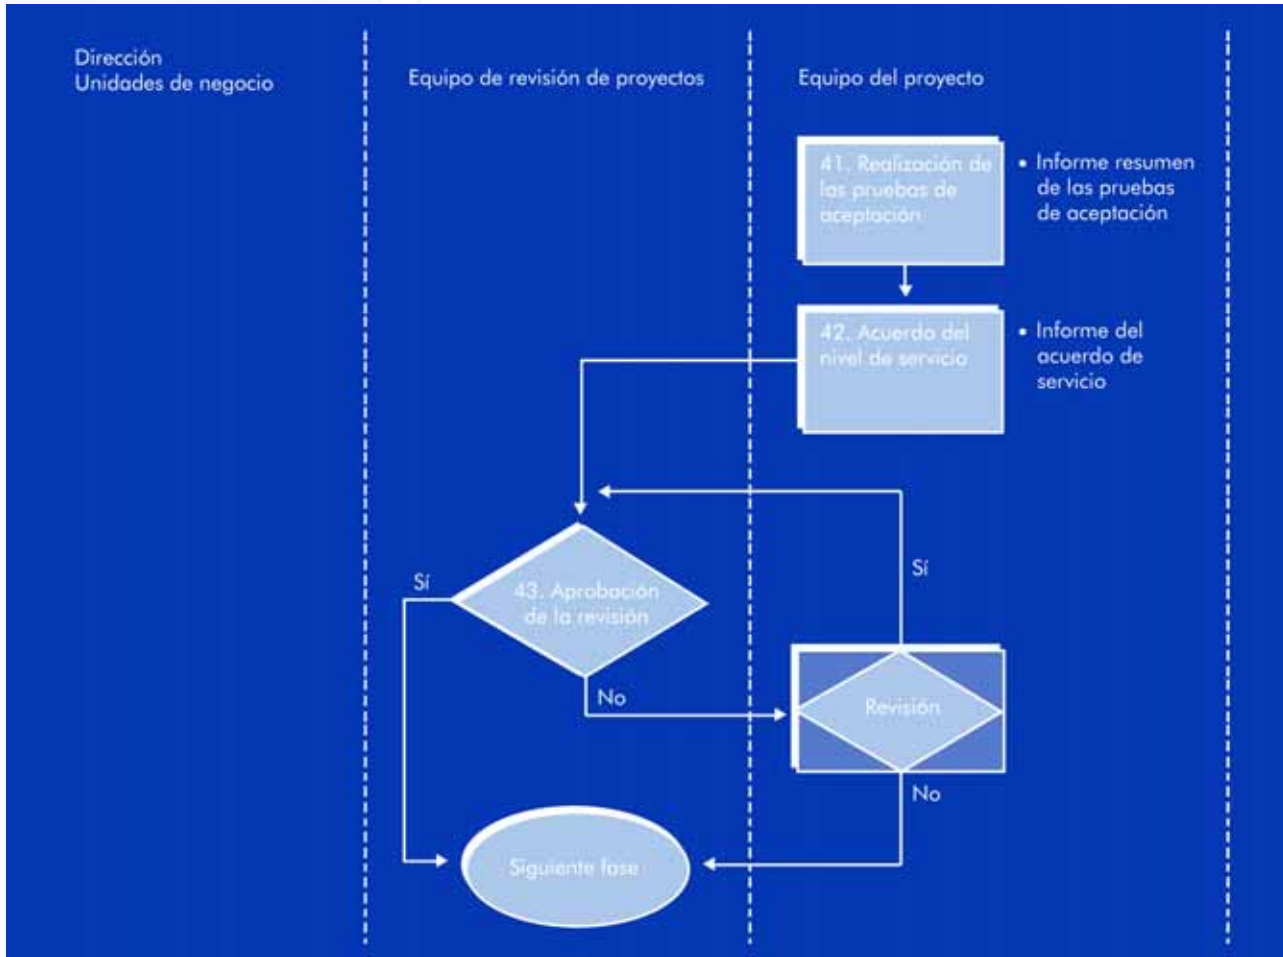 Dirección
Unidades de negocio
Equipo de revisión de proyectos
Equipo del proyecto
41. Realización de
las pruebas de
aceptación
• Informe resumen
de las pruebas
de aceptación
42. Acuerdo del
nivel de servicio
• Informe del
acuerdo de
servicio
Sí
43. Aprobación
de la revisión
Sí
No
Revisión
No
Siguiente fase